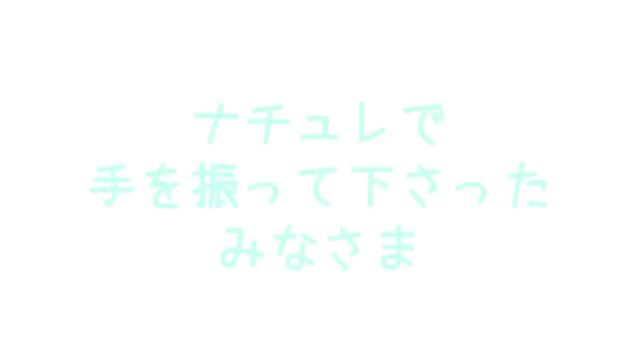 ナチュレで
手を振って下さった
みなさま